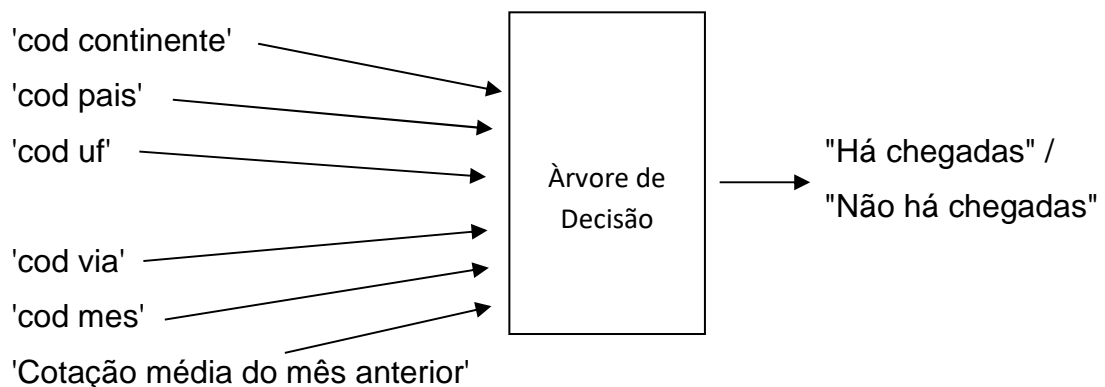 'cod continente'
'cod pais'
'cod uf'
'cod via'
'cod mes'
'Cotação média do mês anterior'
Àrvore de
Decisão
"Há chegadas" /
"Não há chegadas"